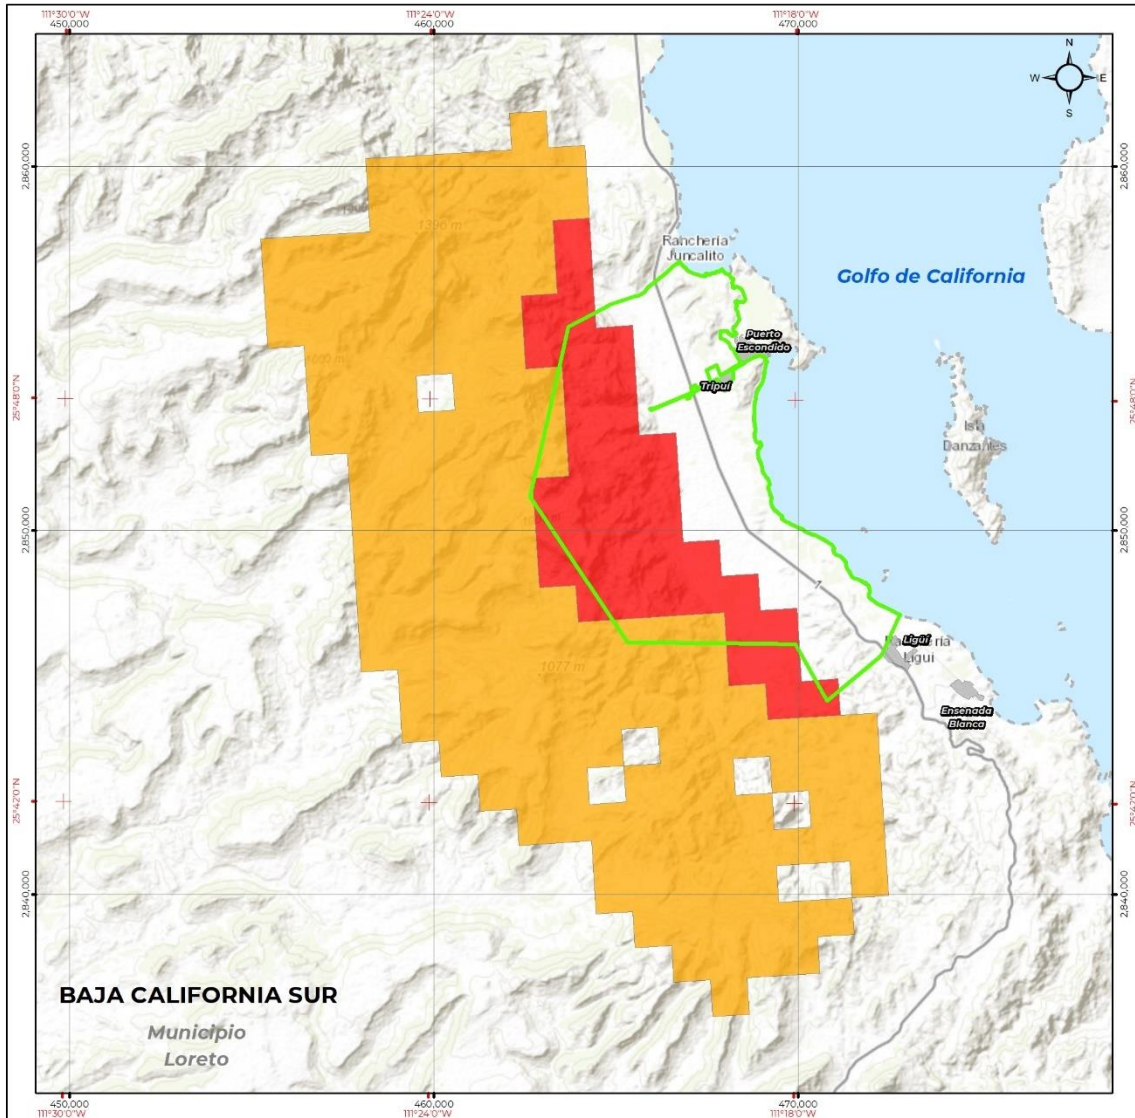 111°30'0"W
111°24'0"W
111°18'0"W
450,000
460,000
470,000
N
W
E
S
2,860,000
2,860,000
1396 m
Ranchería
Juncalito
Golfo de California
Puerto
Escondido
Tripuí
25°48'0"N
25°48'0"N
Isla
Danzantes
2,850,000
2,850,000
1
Ligüí
Ranchería
Ligui
1077 m
Ensenada
Blanca
25°42'0"N
25°42'0"N
2,840,000
2,840,000
BAJA CALIFORNIA SUR
Municipio
Loreto
450,000
460,000
470,000
111°30'0"W
111°24'0"W
111°18'0"W